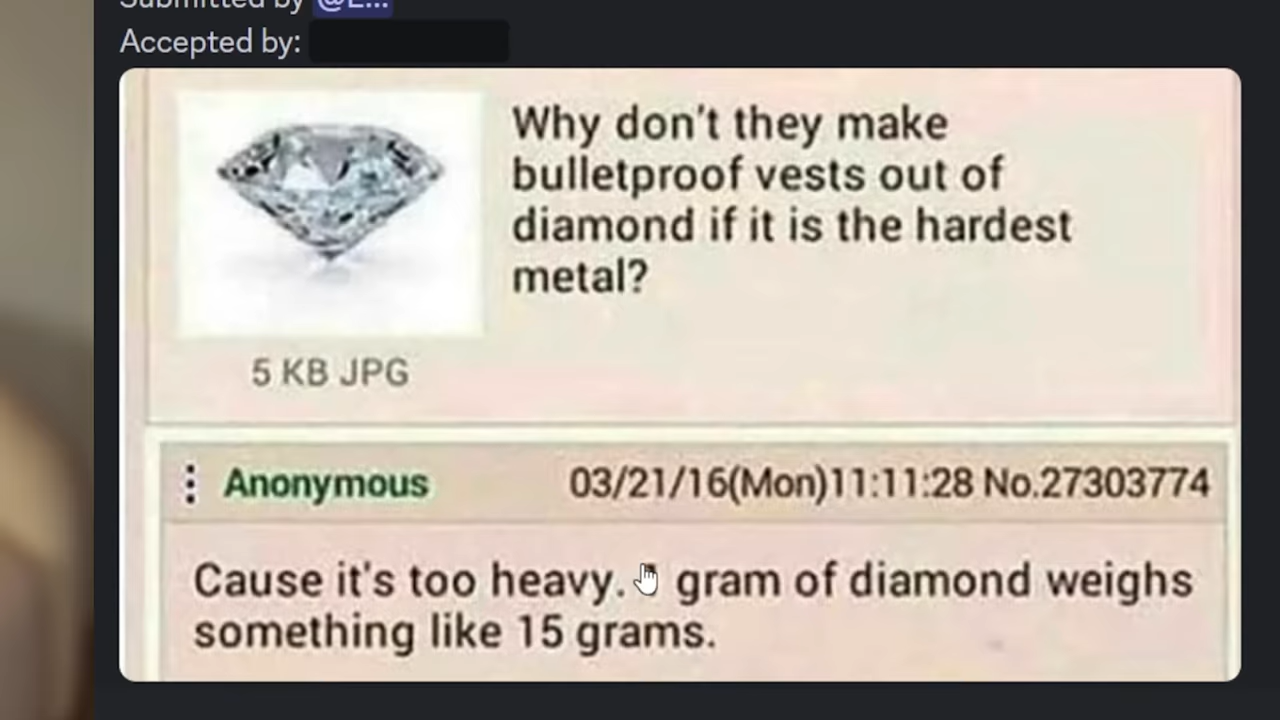 Submitted by @E...
Accepted by:
Why don't they make
bulletproof vests out of
diamond if it is the hardest
metal?
5 KB JPG
Anonymous 03/21/16(Mon)11:11:28 No.27303774
Cause it's too heavy. gram of diamond weighs
something like 15 grams.